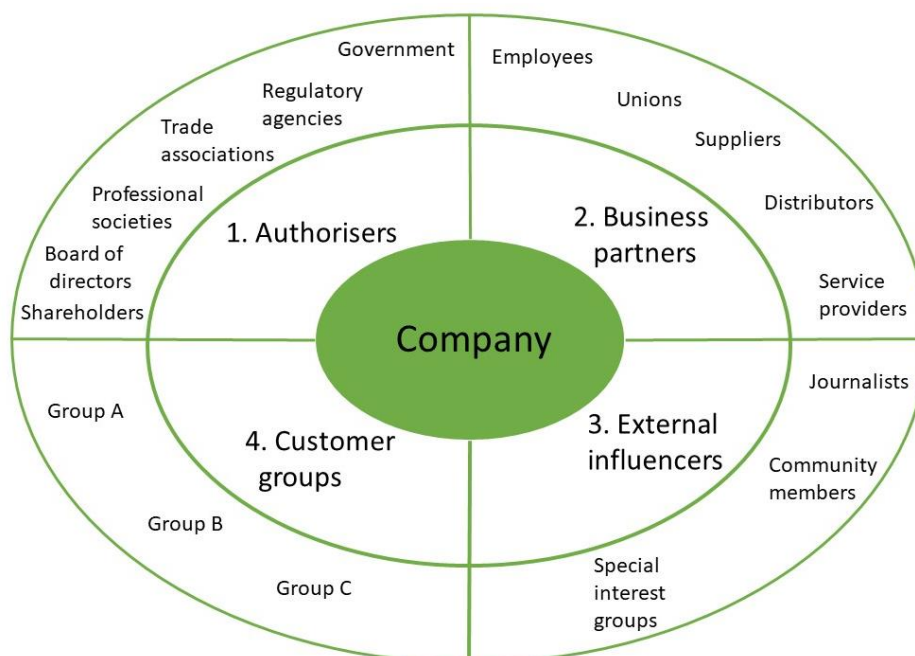 Government
Regulatory
agencies
Trade
associations
Professional
societies
Board of
directors
Shareholders
1. Authorisers
Employees
Unions
Suppliers
Distributors
Service
providers
2. Business
partners
Company
Group A
Group B
Group C
4. Customer
groups
3. External
influencers
Journalists
Community
members
Special
interest
groups